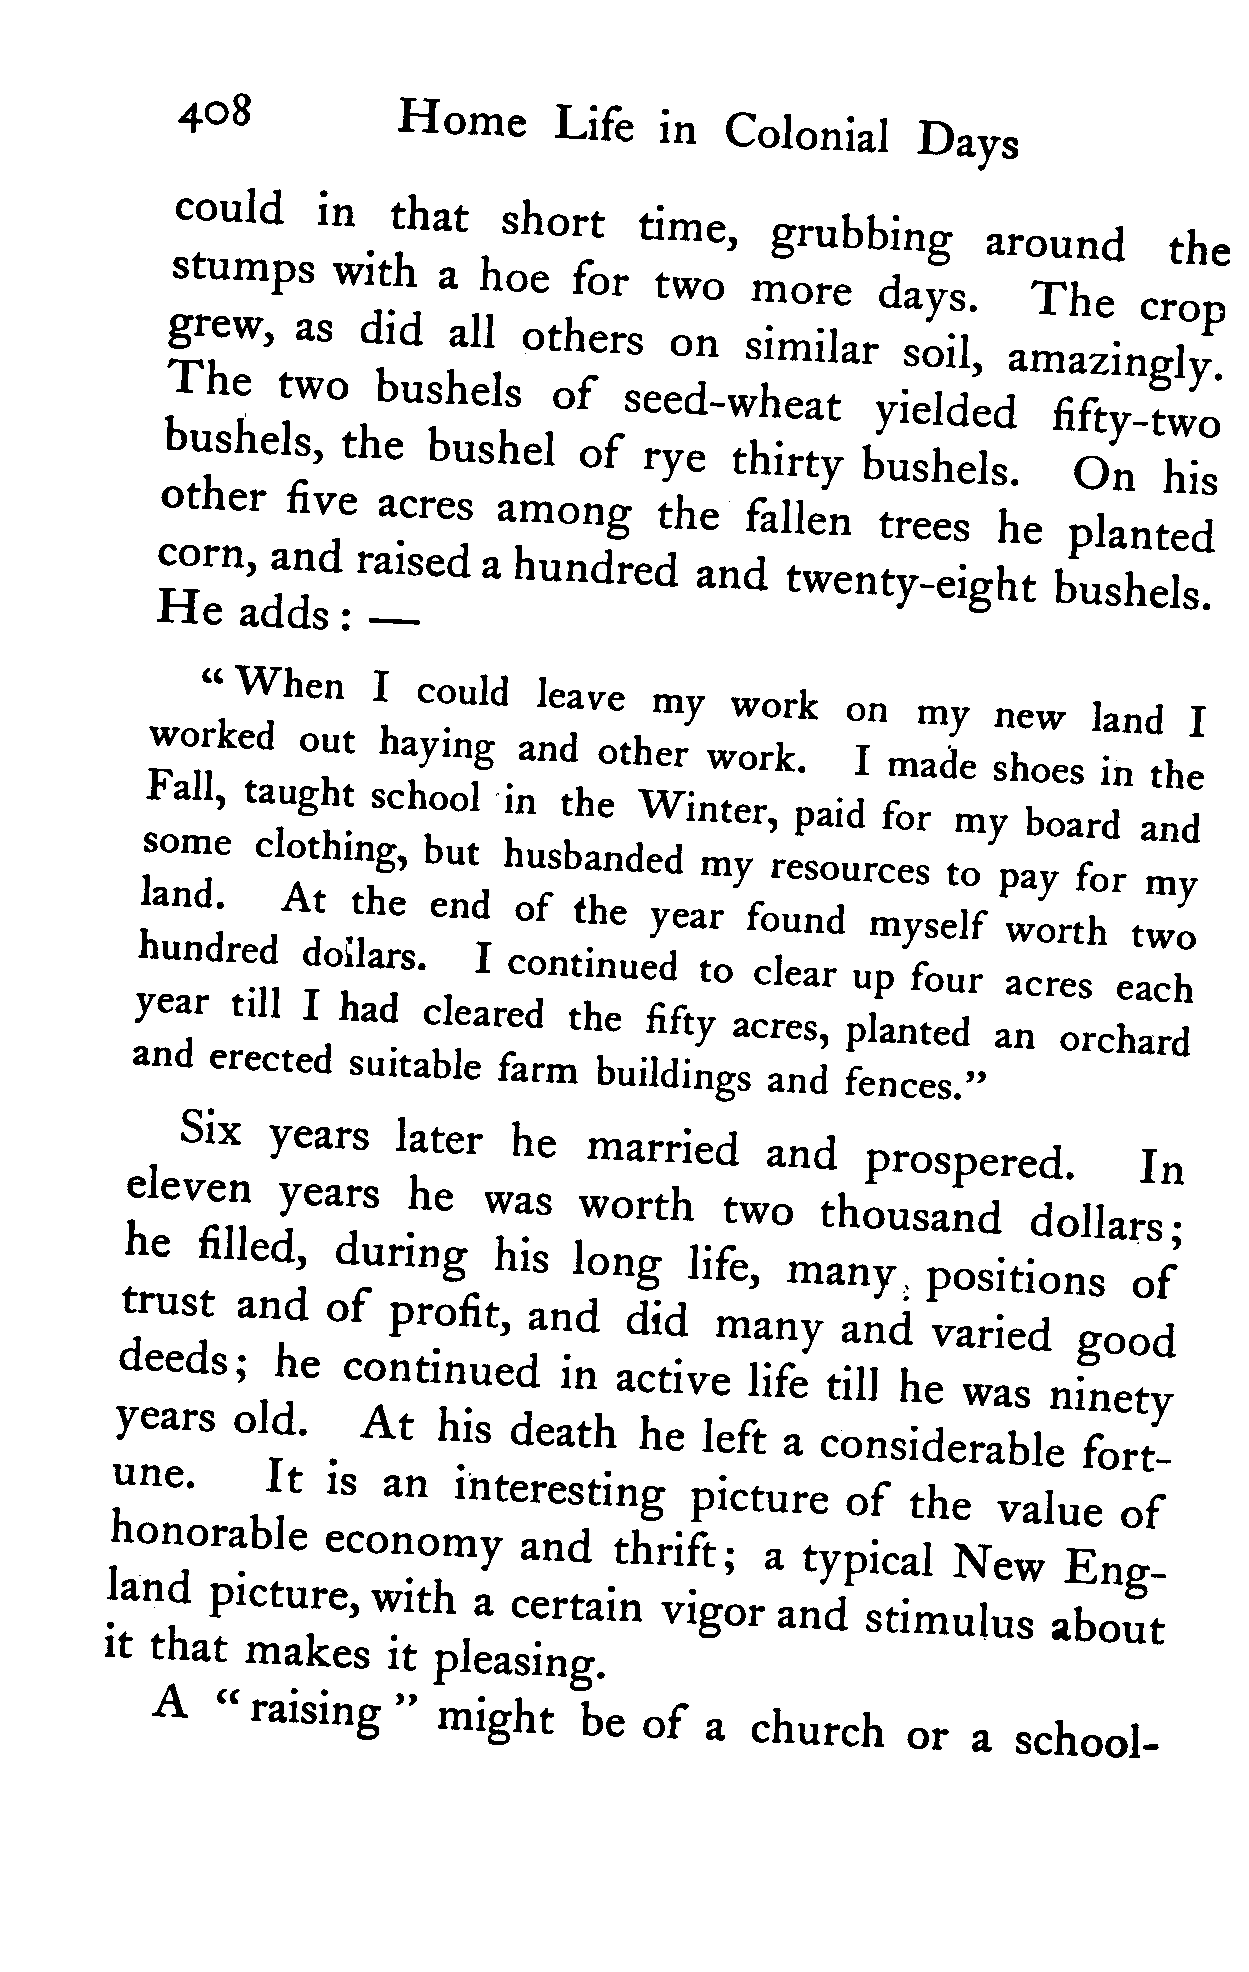 408 Home Life in Colonial Days
could in that short time, grubbing around the
stumps with a hoe for two more days. The crop
grew, as did all others on similar soil, amazingly.
The two bushels of seed-wheat yielded fifty-two
bushels, the bushel of rye thirty bushels. On his
other five acres among the fallen trees he planted
corn, and raised a hundred and twenty-eight bushels.
He adds : —
“ When I could leave my work on my new land I
worked out haying and other work. I made shoes in the
Fall, taught school in the Winter, paid for my board and
some clothing, but husbanded my resources to pay for my
land. At the end of the year found myself worth two
hundred dollars. I continued to clear up four acres each
year till I had cleared the fifty acres, planted an orchard
and erected suitable farm buildings and fences.”
Six years later he married and prospered. In
eleven years he was worth two thousand dollars;
he filled, during his long life, many positions of
trust and of profit, and did many and varied good
deeds; he continued in active life till he was ninety
years old. At his death he left a considerable fort-
une. It is an interesting picture of the value of
honorable economy and thrift; a typical New Eng-
land picture, with a certain vigor and stimulus about
it that makes it pleasing.
A “ raising ” might be of a church or a school-